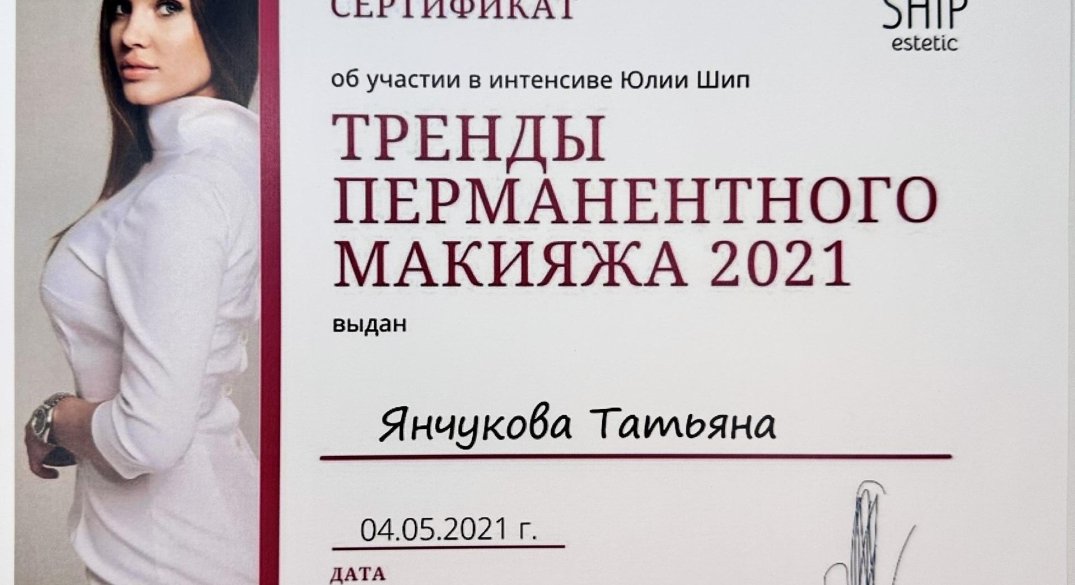 СЕРТИФИКАТ
SHIP
estetic
об участии в интенсиве Юлии Шип
ТРЕНДЫ
ПЕРМАНЕНТНОГО
МАКИЯЖА 2021
выдан
Янчукова Татьяна
04.05.2021 г.
ДАТА